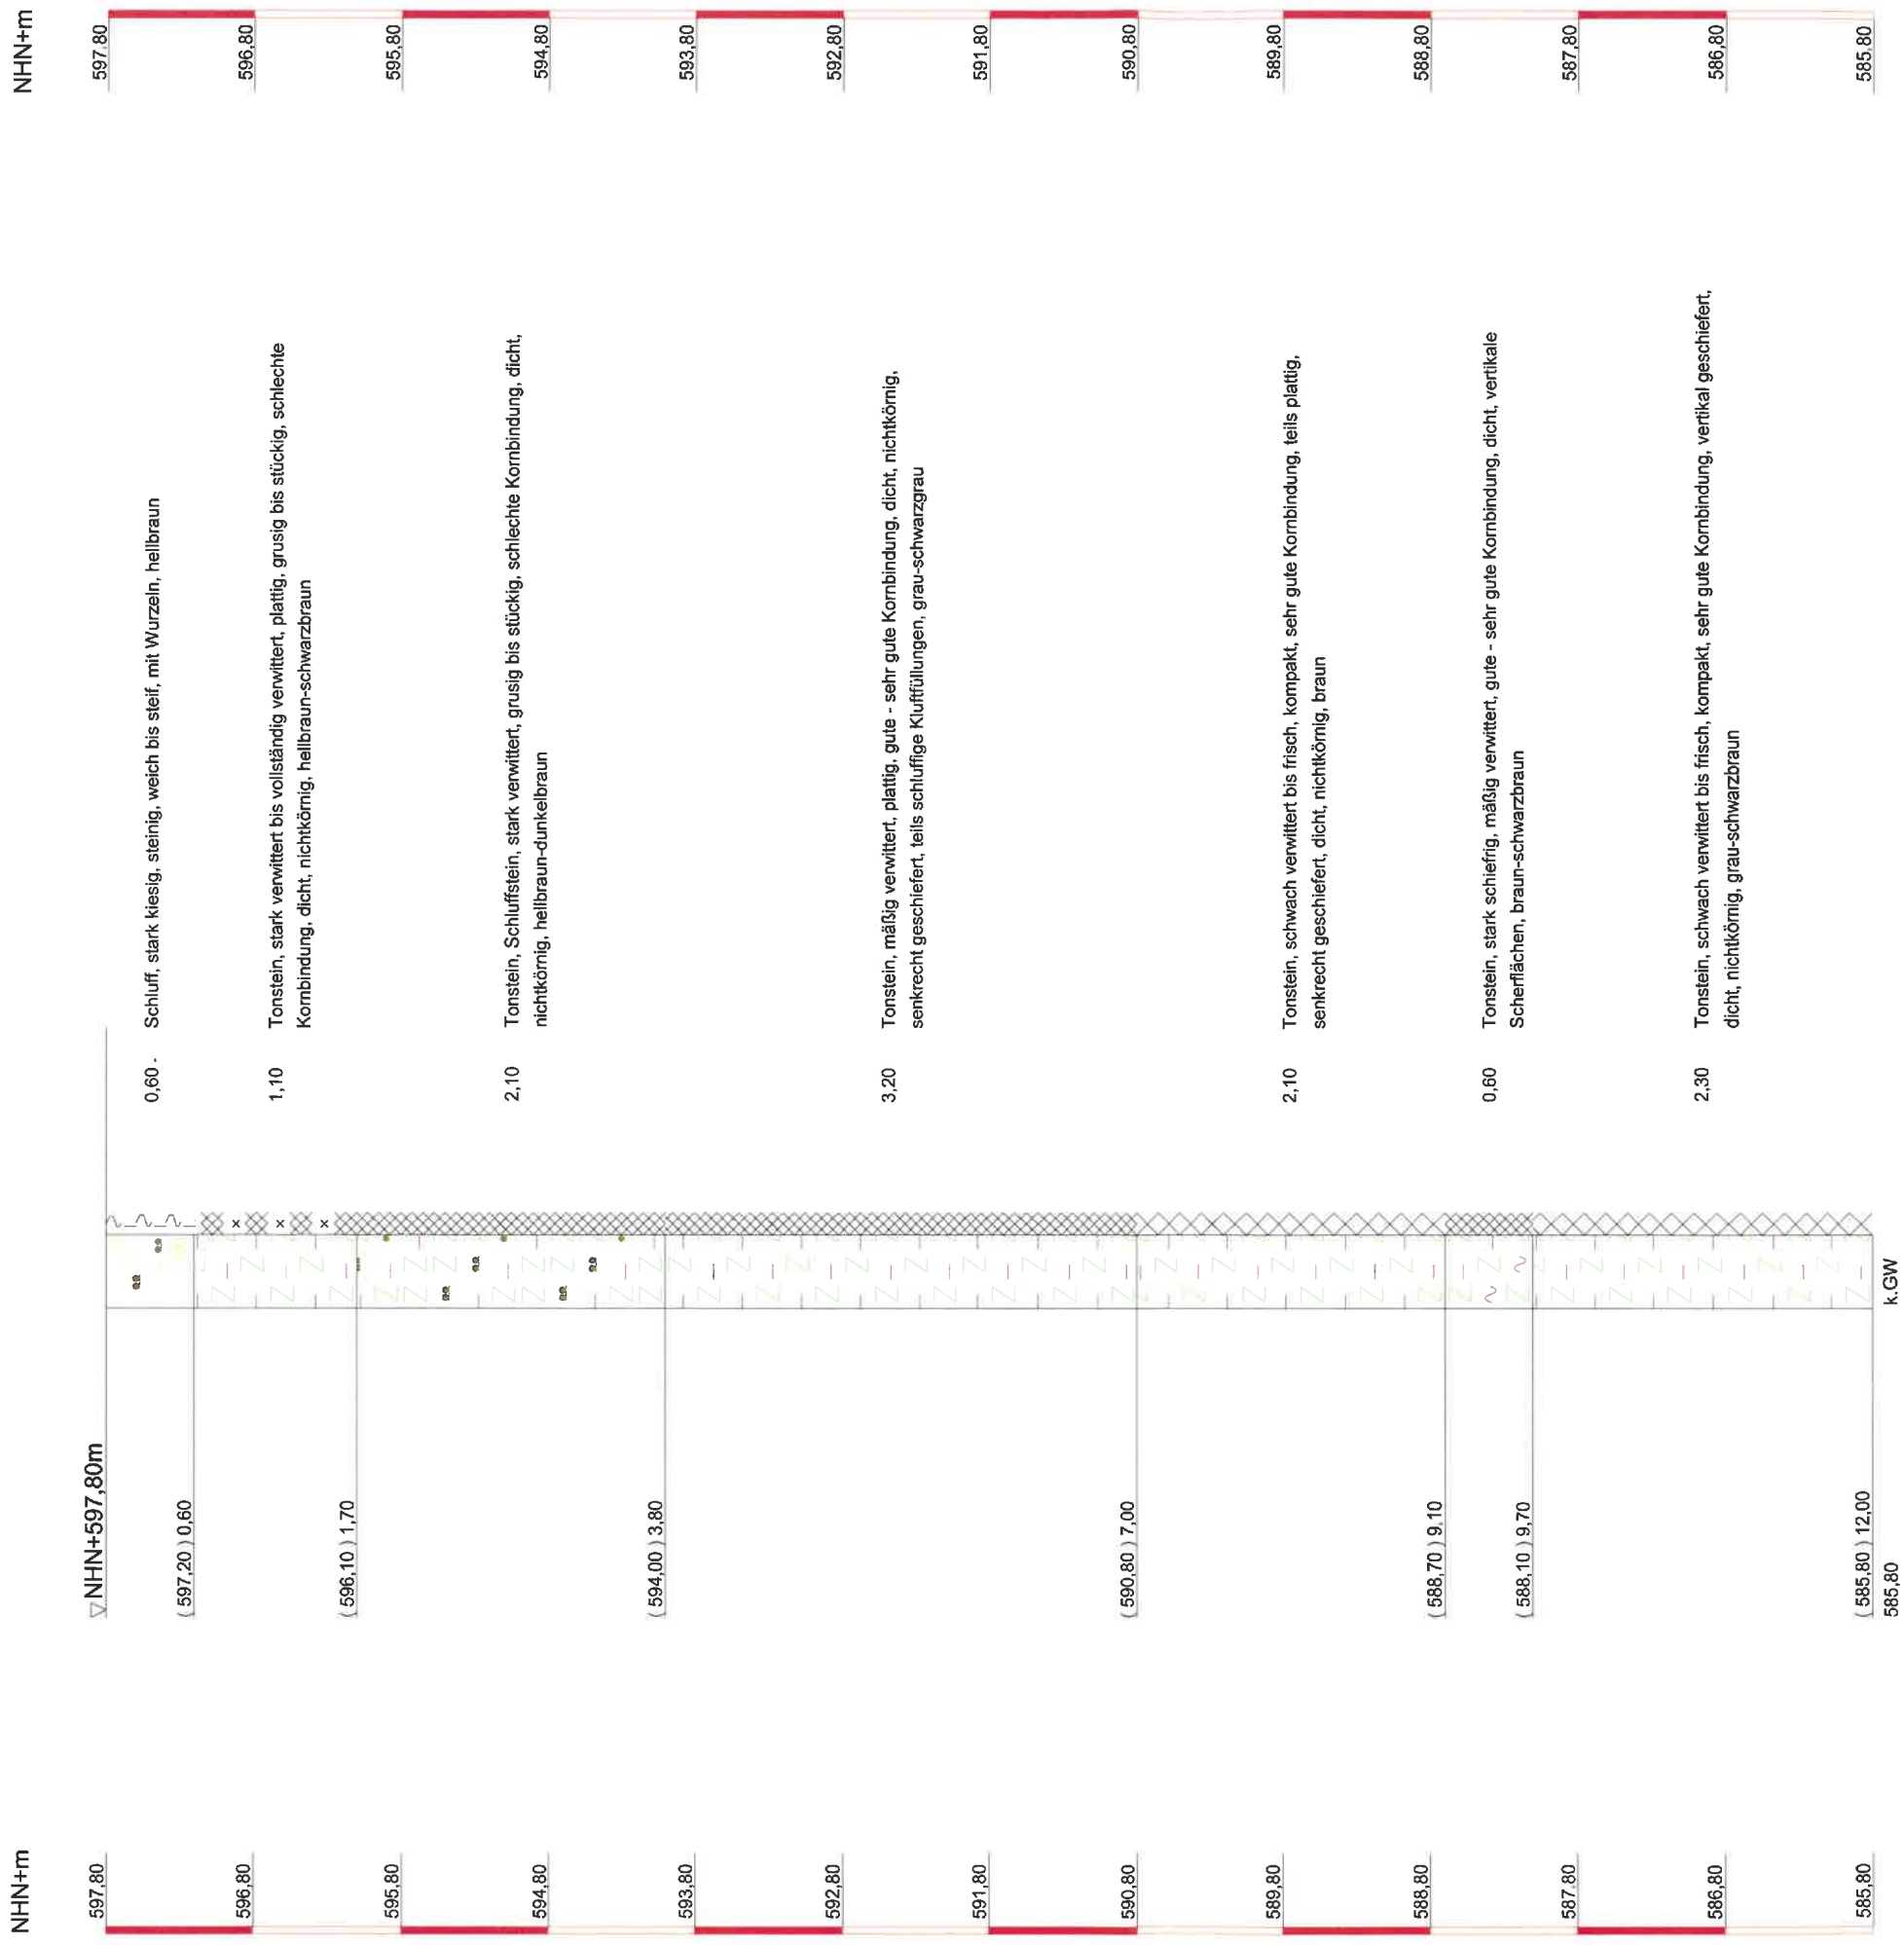 NHN+m
NHN+m
▽NHN+597,80m
597,80
597,80
0,60 -
Schluff, stark kiesig, steinig, weich bis steif, mit Wurzeln, hellbraun
( 597,20 ) 0,60
596,80
596,80
1,10
Tonstein, stark verwittert bis vollständig verwittert, plattig, grusig bis stückig, schlechte
Kornbindung, dicht, nichtkörnig, hellbraun-schwarzbraun
( 596,10 ) 1,70
595,80
595,80
2,10
Tonstein, Schluffstein, stark verwittert, grusig bis stückig, schlechte Kornbindung, dicht,
nichtkörnig, hellbraun-dunkelbraun
594,80
594,80
( 594,00 ) 3,80
593,80
593,80
592,80
592,80
3,20
Tonstein, mäßig verwittert, plattig, gute - sehr gute Kornbindung, dicht, nichtkörnig,
senkrecht geschiefert, teils schluffige Kluftfüllungen, grau-schwarzgrau
591,80
591,80
( 590,80 ) 7,00
590,80
590,80
589,80
589,80
2,10
Tonstein, schwach verwittert bis frisch, kompakt, sehr gute Kornbindung, teils plattig,
senkrecht geschiefert, dicht, nichtkörnig, braun
588,80
588,80
( 588,70 ) 9,10
0,60
Tonstein, stark schiefrig, mäßig verwittert, gute - sehr gute Kornbindung, dicht, vertikale
Scherflächen, braun-schwarzbraun
( 588,10 ) 9,70
587,80
587,80
2,30
Tonstein, schwach verwittert bis frisch, kompakt, sehr gute Kornbindung, vertikal geschiefert,
dicht, nichtkörnig, grau-schwarzbraun
586,80
586,80
( 585,80 ) 12,00
585,80
585,80
585,80
k.GW